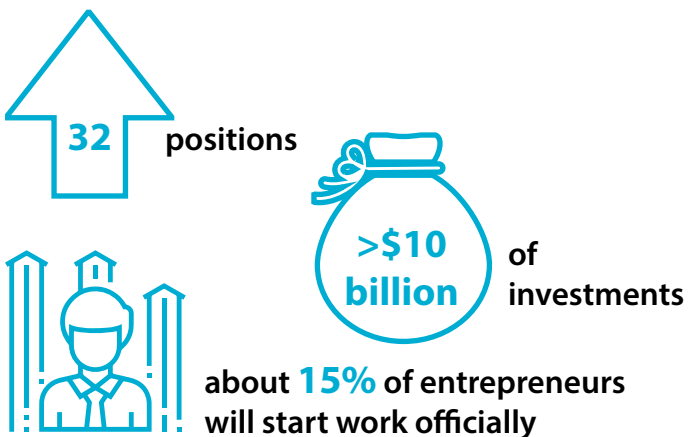 32 positions
>$10
billion
of
investments
about 15% of entrepreneurs
will start work officially